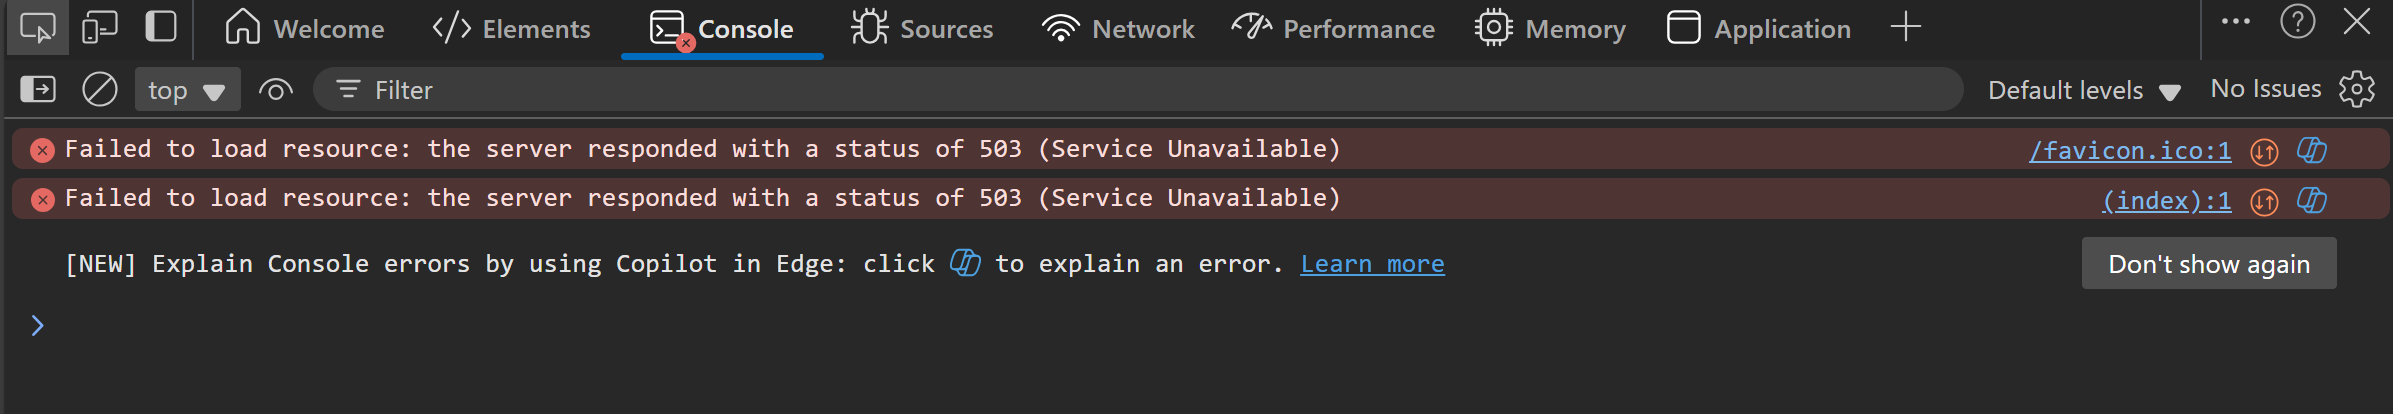 Welcome Elements Console Sources Network Performance Memory Application
top Filter Default levels No Issues
Failed to load resource: the server responded with a status of 503 (Service Unavailable) /favicon.ico:1
Failed to load resource: the server responded with a status of 503 (Service Unavailable) (index):1
[NEW] Explain Console errors by using Copilot in Edge: click to explain an error. Learn more Don't show again